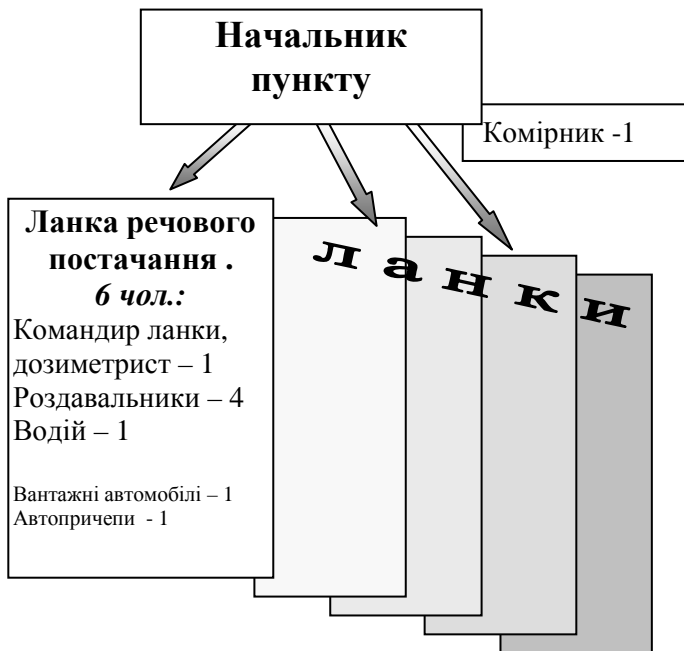 Начальник
пункту
Комірник -1
Ланка речового
постачання .
6 чол.:
Командир ланки,
дозиметрист – 1
Роздавальники – 4
Водій – 1
Вантажні автомобілі – 1
Автопричепи - 1
ланки